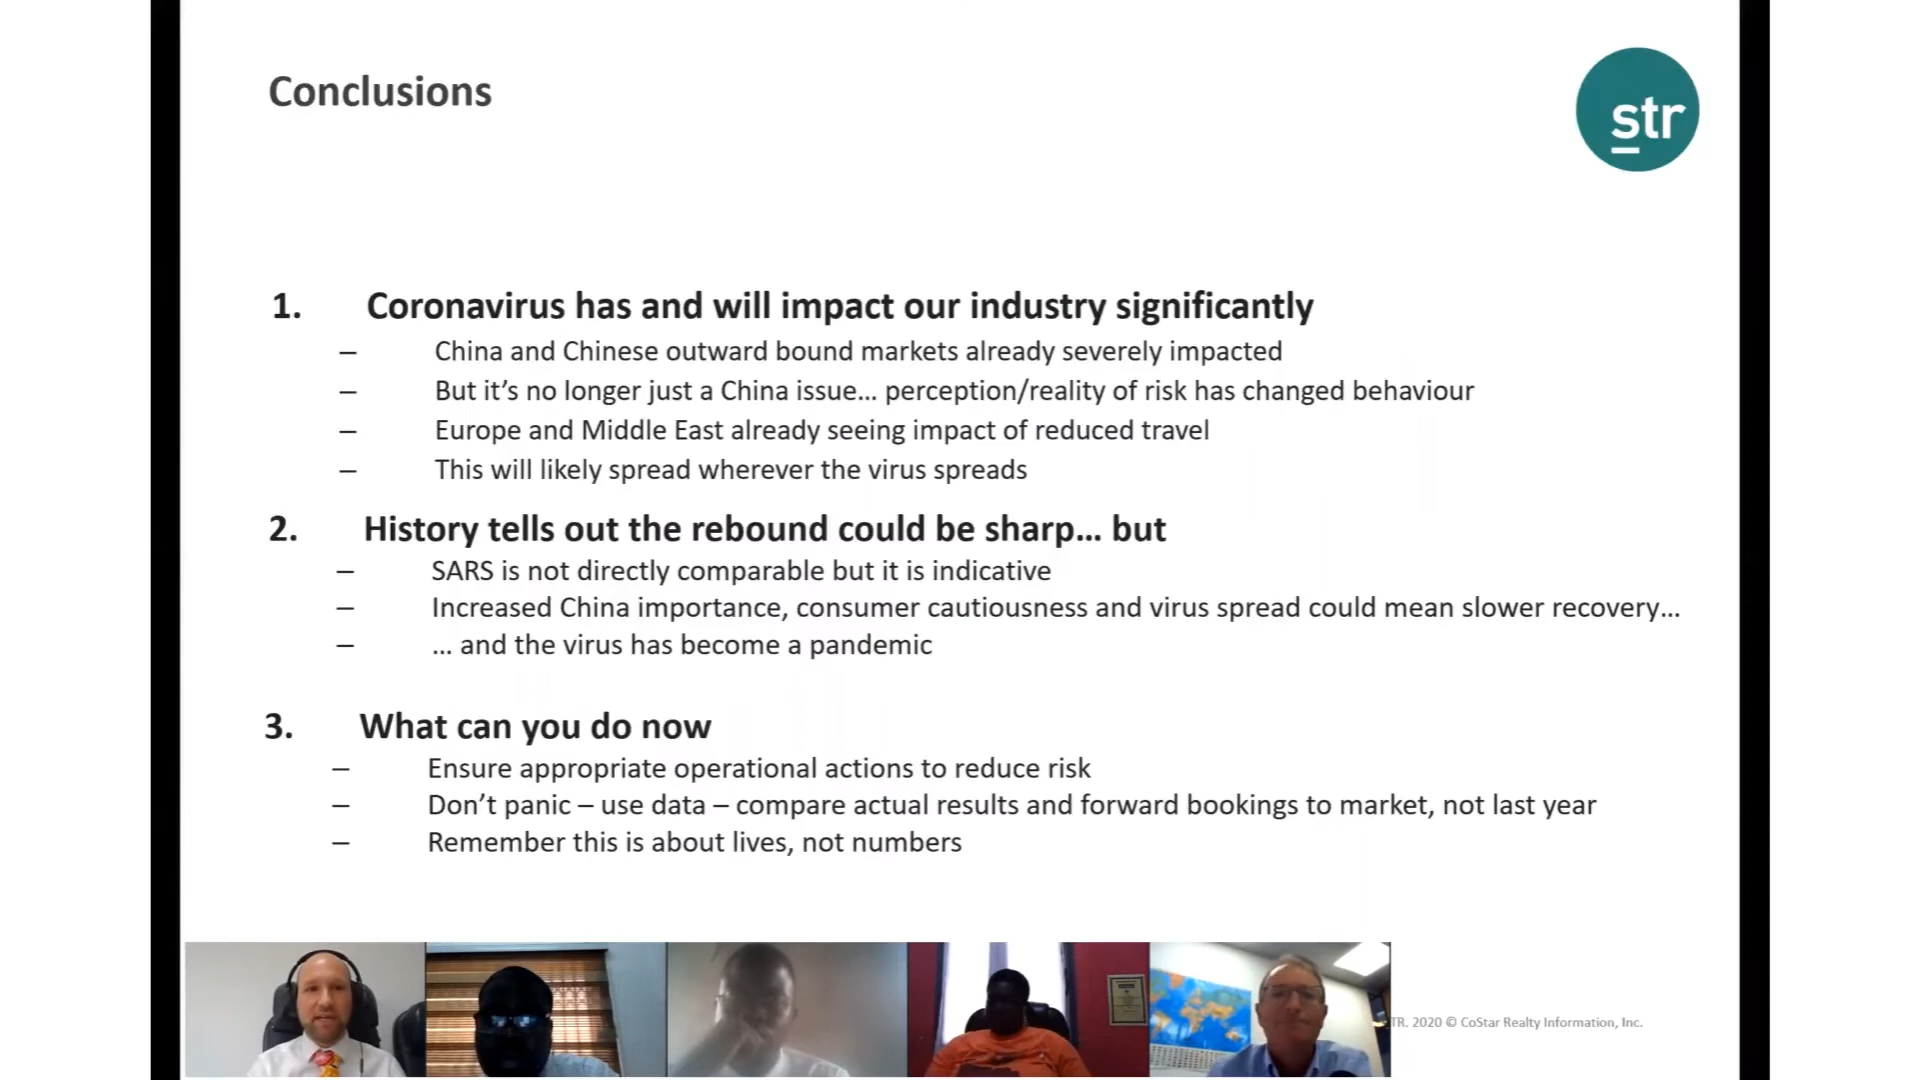 Conclusions
str
1. Coronavirus has and will impact our industry significantly
– China and Chinese outward bound markets already severely impacted
– But it’s no longer just a China issue… perception/reality of risk has changed behaviour
– Europe and Middle East already seeing impact of reduced travel
– This will likely spread wherever the virus spreads
2. History tells out the rebound could be sharp… but
– SARS is not directly comparable but it is indicative
– Increased China importance, consumer cautiousness and virus spread could mean slower recovery…
– … and the virus has become a pandemic
3. What can you do now
– Ensure appropriate operational actions to reduce risk
– Don’t panic – use data – compare actual results and forward bookings to market, not last year
– Remember this is about lives, not numbers
TR. 2020 © CoStar Realty Information, Inc.